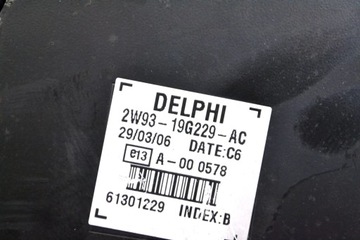 DELPHI
2W93-19G229-AC
29/03/06 DATE:C6
e13 A-00 0578
61301229 INDEX:B